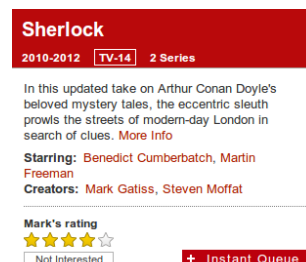 Sherlock
2010-2012 TV-14 2 Series
In this updated take on Arthur Conan Doyle's
beloved mystery tales, the eccentric sleuth
prowls the streets of modern-day London in
search of clues. More Info
Starring: Benedict Cumberbatch, Martin
Freeman
Creators: Mark Gatiss, Steven Moffat
Mark's rating
Not Interested + Instant Queue